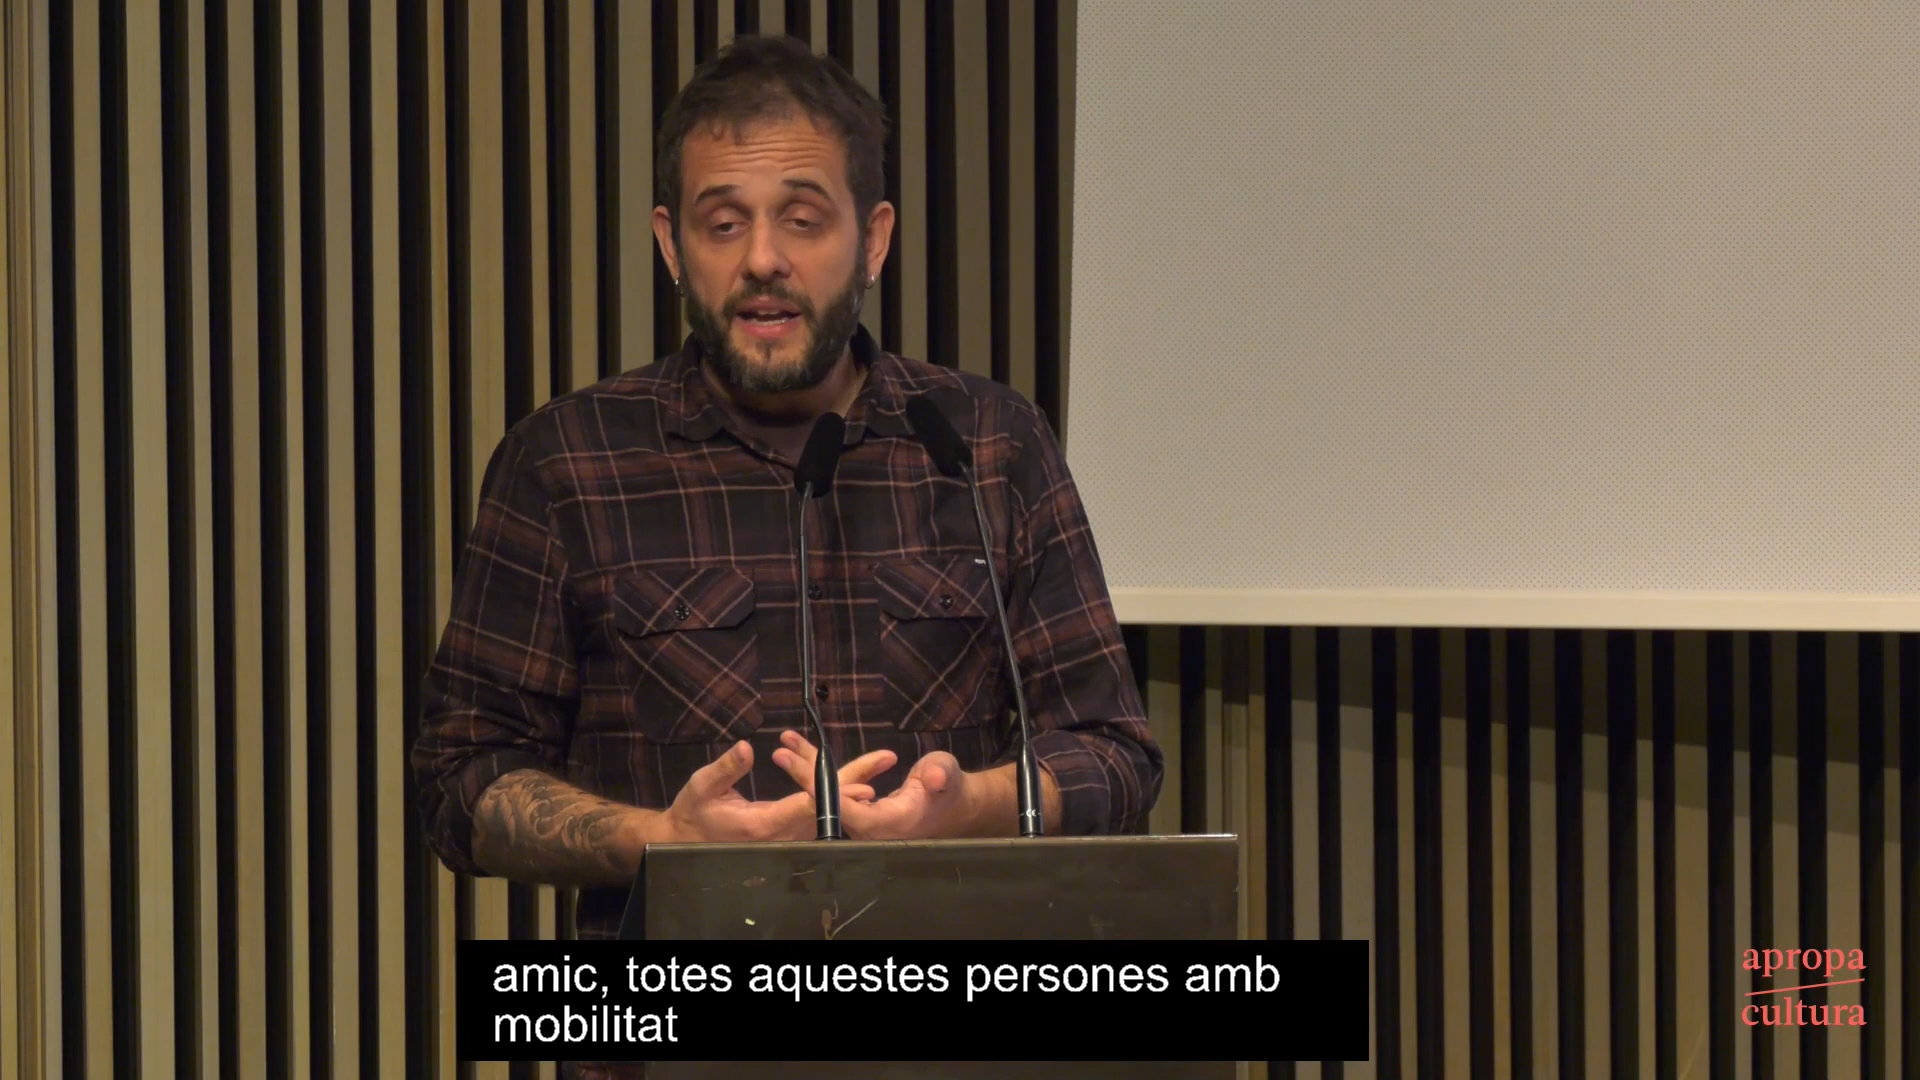 amic, totes aquestes persones amb
mobilitat
apropa
cultura